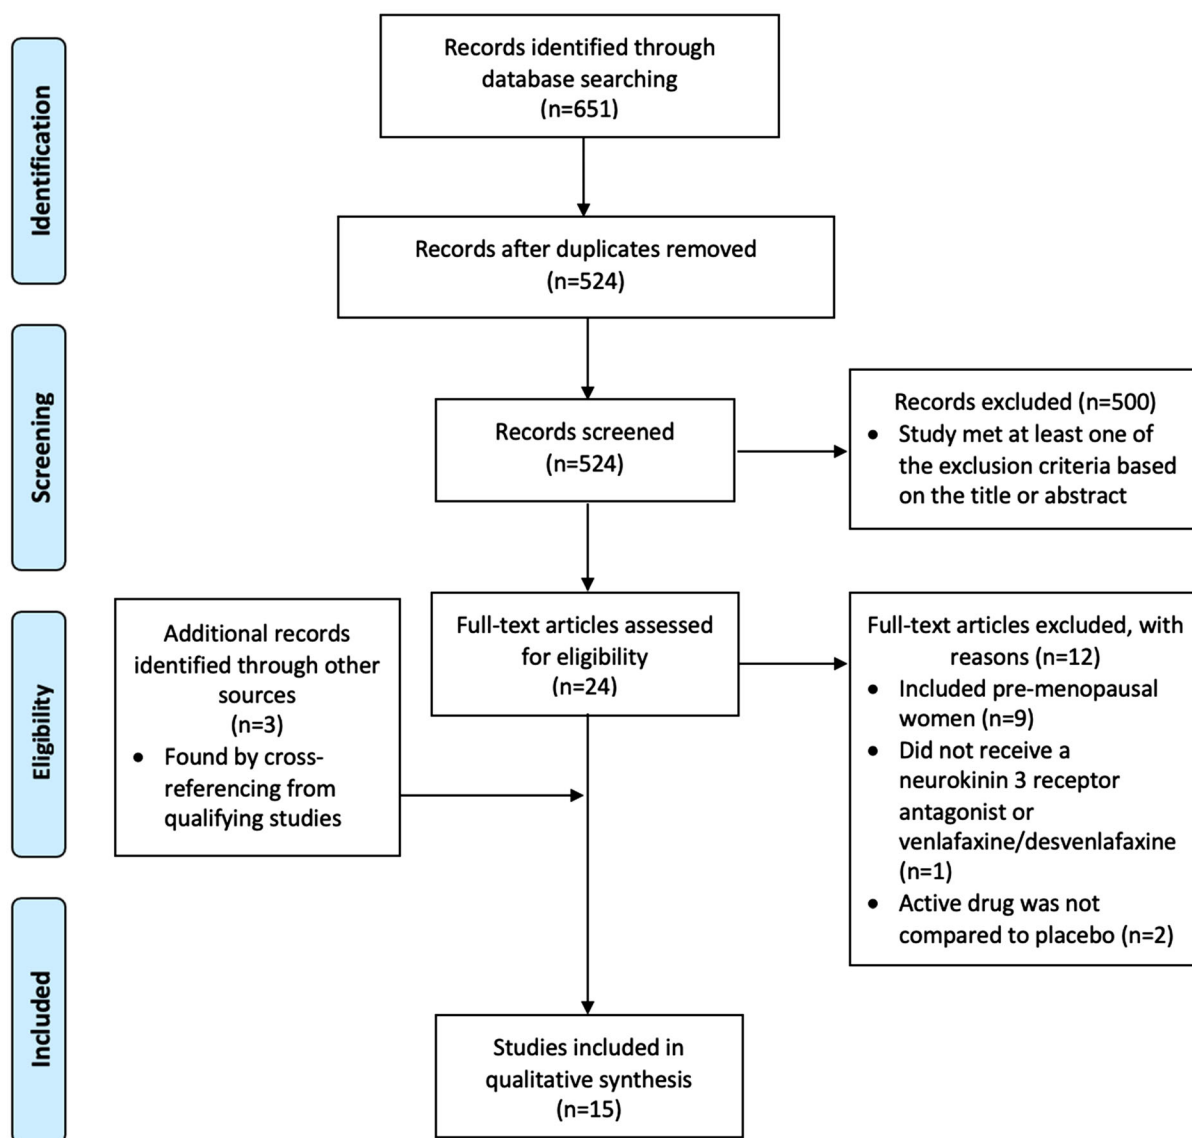 Identification
Records identified through
database searching
(n=651)
Records after duplicates removed
(n=524)
Screening
Records screened
(n=524)
Records excluded (n=500)
• Study met at least one of
the exclusion criteria based
on the title or abstract
Eligibility
Additional records
identified through other
sources
(n=3)
• Found by cross-
referencing from
qualifying studies
Full-text articles assessed
for eligibility
(n=24)
Full-text articles excluded, with
reasons (n=12)
• Included pre-menopausal
women (n=9)
• Did not receive a
neurokinin 3 receptor
antagonist or
venlafaxine/desvenlafaxine
(n=1)
• Active drug was not
compared to placebo (n=2)
Included
Studies included in
qualitative synthesis
(n=15)